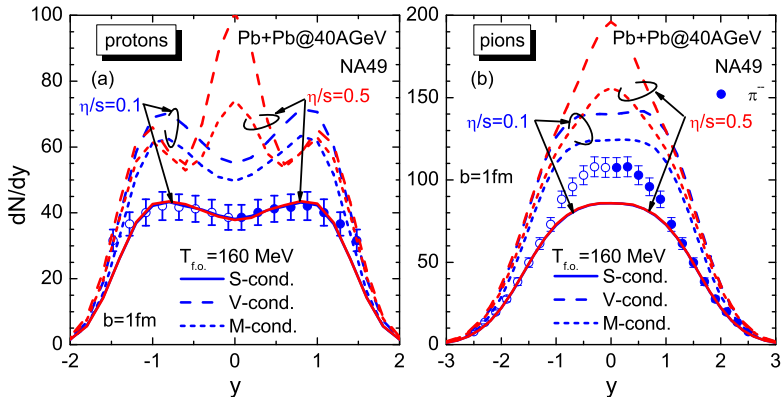 100
80
60
40
20
0
dN/dy
-2
-1
0
1
2
y
protons
Pb+Pb@40AGeV
NA49
(a)
η/s=0.1
η/s=0.5
T_f.o.=160 MeV
S-cond.
V-cond.
M-cond.
b=1fm
200
150
100
50
0
-3
-2
-1
0
1
2
3
y
pions
Pb+Pb@40AGeV
NA49
(b)
π⁻
η/s=0.1
η/s=0.5
b=1fm
T_f.o.=160 MeV
S-cond.
V-cond.
M-cond.